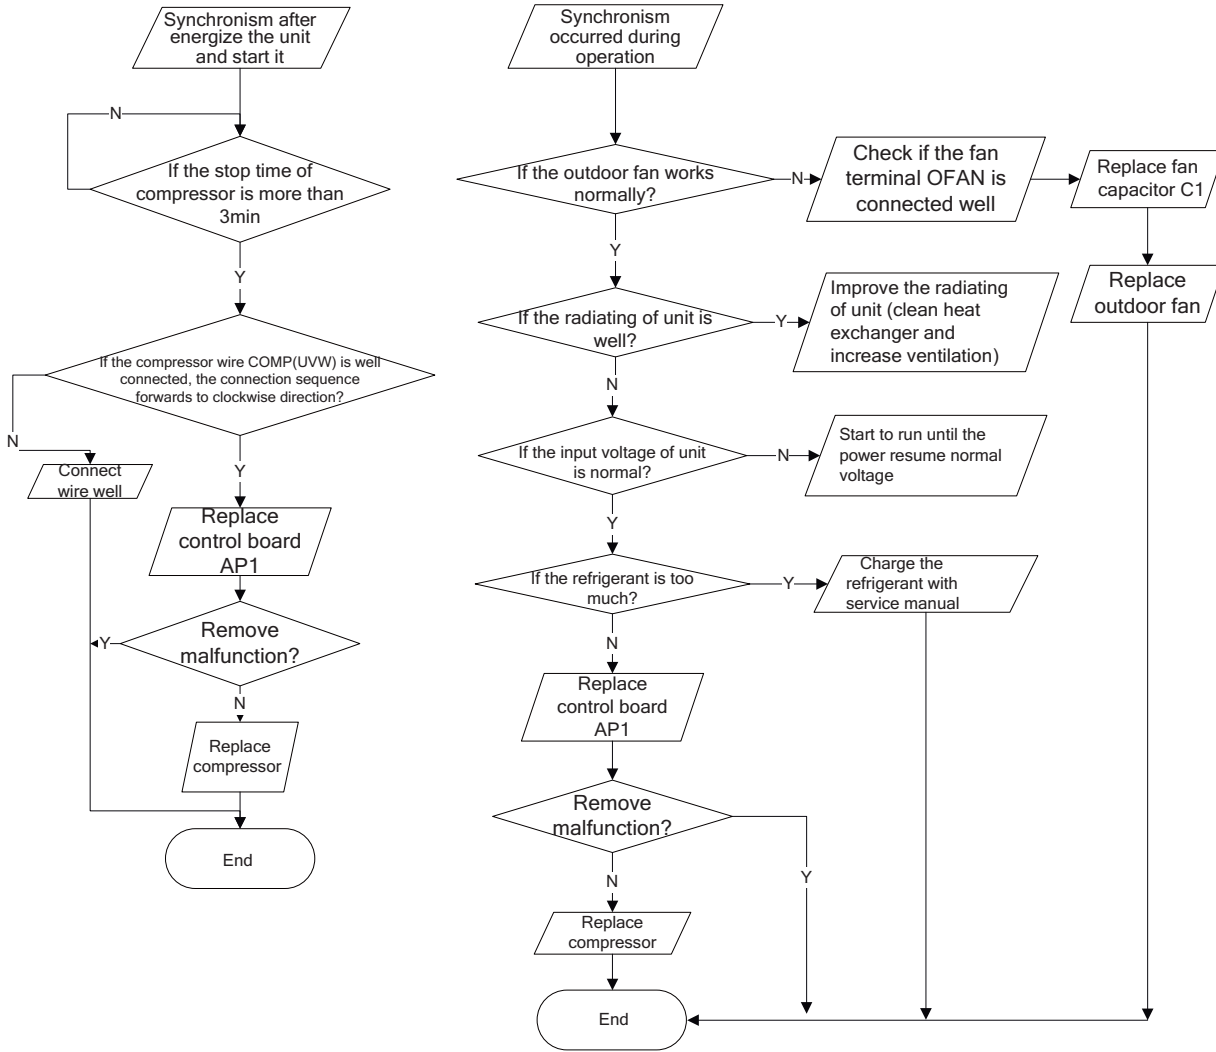 Synchronism after
energize the unit
and start it
N
If the stop time of
compressor is more than
3min
Y
If the compressor wire COMP(UVW) is well
connected, the connection sequence
forwards to clockwise direction?
N
Connect
wire well
Y
Replace
control board
AP1
Remove
malfunction?
Y
N
Replace
compressor
End
Synchronism
occurred during
operation
If the outdoor fan works
normally?
N
Check if the fan
terminal OFAN is
connected well
Replace fan
capacitor C1
Replace
outdoor fan
Y
If the radiating of unit is
well?
Y
Improve the radiating
of unit (clean heat
exchanger and
increase ventilation)
N
If the input voltage of unit
is normal?
N
Start to run until the
power resume normal
voltage
Y
If the refrigerant is too
much?
Y
Charge the
refrigerant with
service manual
N
Replace
control board
AP1
Remove
malfunction?
Y
N
Replace
compressor
End